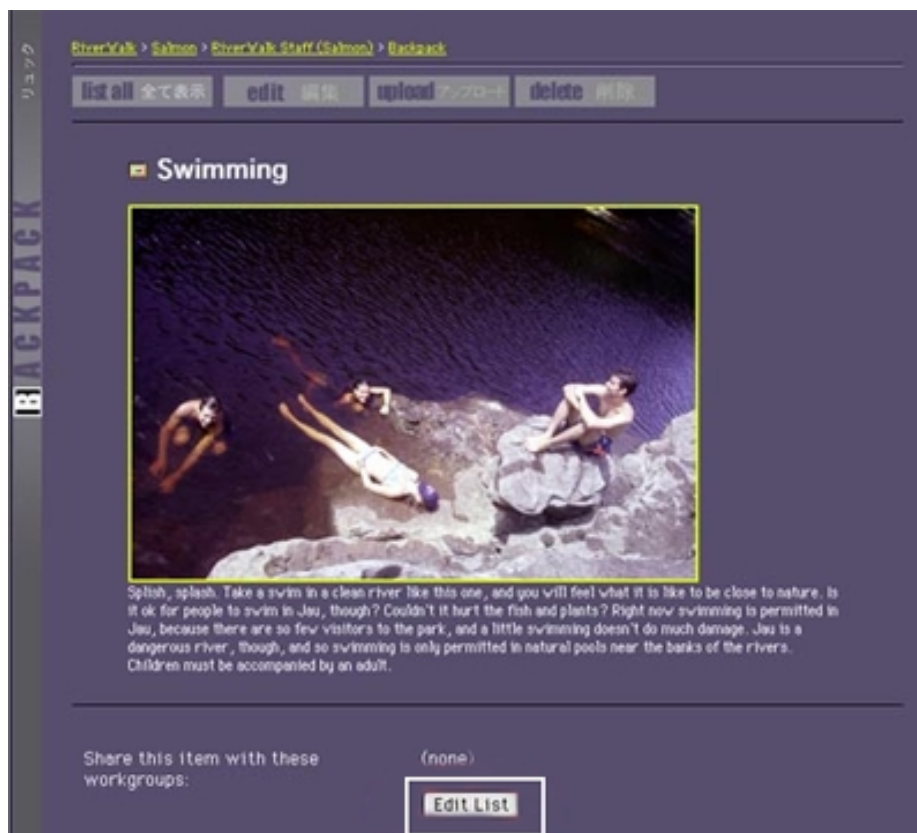 リュック
BACKPACK
RiverWalk > Salmon > RiverWalk Staff (Salmon) > Backpack
list all 全て表示 edit 編集 upload アップロード delete 削除
Swimming
Splish, splash. Take a swim in a clean river like this one, and you will feel what it is like to be close to nature. Is
it ok for people to swim in Jau, though? Couldn't it hurt the fish and plants? Right now swimming is permitted in
Jau, because there are so few visitors to the park, and a little swimming doesn't do much damage. Jau is a
dangerous river, though, and so swimming is only permitted in natural pools near the banks of the rivers.
Children must be accompanied by an adult.
Share this item with these
workgroups:
(none)
Edit List